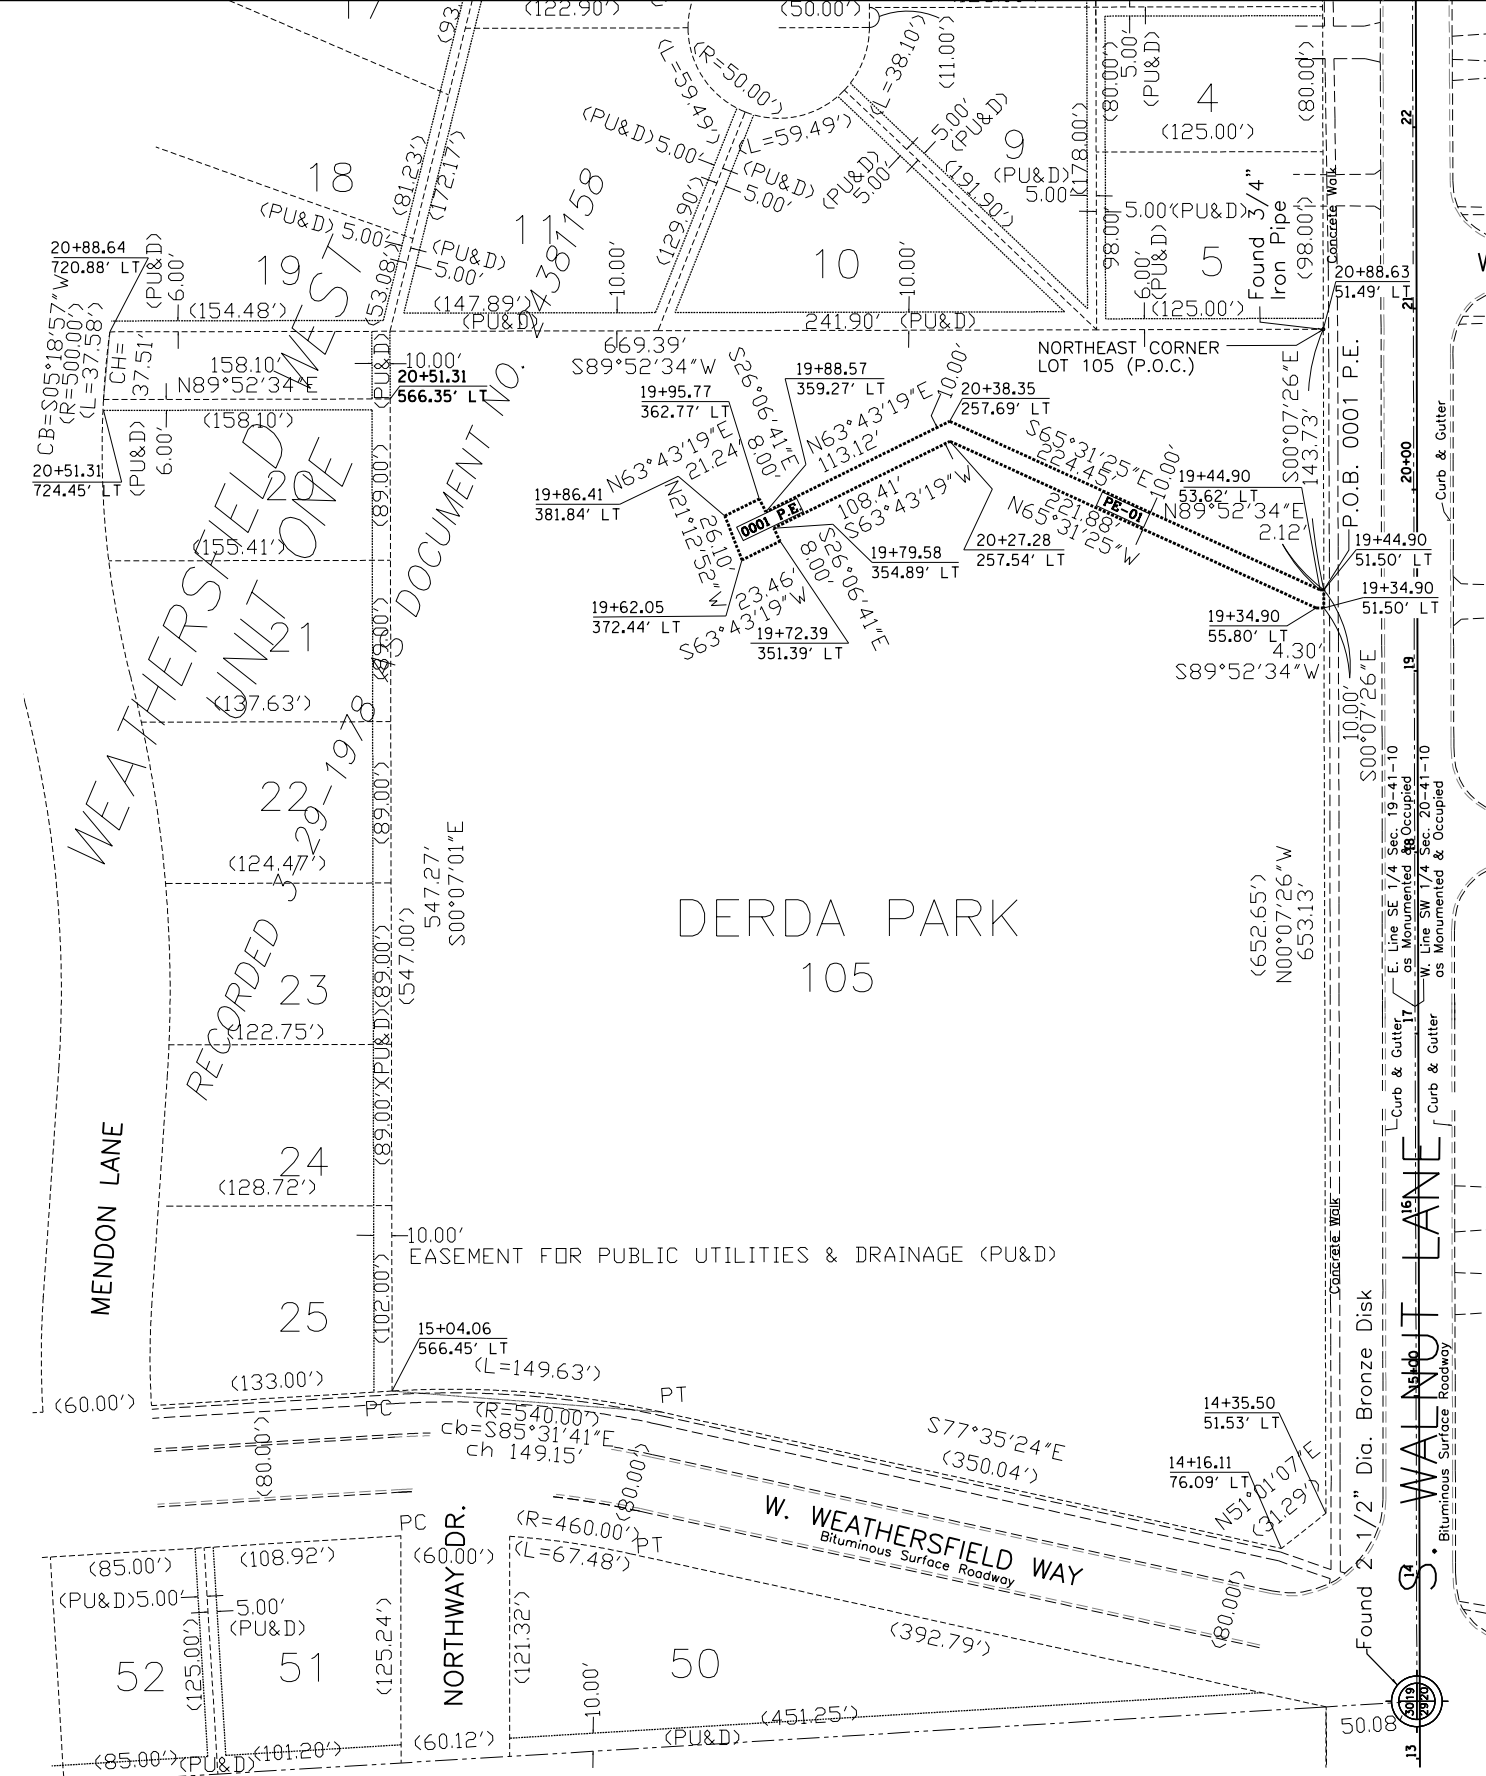 (122.90')
(50.00')
(93.
(R=50.00')
(L=59.49')
(L=38.10')
(11.00')
(80.00')
5.00'
(PU&D)
4
(125.00')
(80.00')
22
18
(81.23')
(172.17')
(PU&D)5.00'
(L=59.49')
(PU&D)
5.00'
5.00'
(PU&D)
(PU&D)
5.00'
9
(191.90')
(PU&D)
5.00'
(178.00')
5.00'(PU&D)
Found 3/4"
Iron Pipe
Concrete Walk
(PU&D) 5.00'
(PU&D)
5.00'
11
(129.90')
10.00'
10
10.00'
98.00'
6.00'
(PU&D)
5
(98.00')
(125.00')
20+88.64
720.88' LT
(PU&D)
6.00'
19
(154.48')
(53.08')
(147.89')
(PU&D)
241.90' (PU&D)
20+88.63
51.49' LT
21
CB=S05°18'57"W
(R=500.00')
(L=37.58')
CH=
37.51'
158.10'
N89°52'34"E
(158.10')
(PU&D)
6.00'
(PU&D)
10.00'
20+51.31
566.35' LT
20+51.31
724.45' LT
669.39'
S89°52'34"W
NORTHEAST CORNER
LOT 105 (P.O.C.)
S00°07'26"E
143.73'
P.O.B. 0001 P.E.
20+00
Curb & Gutter
19+95.77
362.77' LT
S26°06'41"E
8.00'
19+88.57
359.27' LT
N63°43'19"E
113.12'
10.00'
20+38.35
257.69' LT
S65°31'25"E
224.45'
10.00'
N63°43'19"E
21.24'
19+86.41
381.84' LT
N21°12'52"W
26.10'
0001 P.E.
108.41'
S63°43'19"W
221.88'
N65°31'25"W
PE-01
19+44.90
53.62' LT
N89°52'34"E
2.12'
19+44.90
51.50' LT
20+27.28
257.54' LT
19+79.58
354.89' LT
S26°06'41"E
8.00'
19+62.05
372.44' LT
23.46'
S63°43'19"W
19+72.39
351.39' LT
19+34.90
55.80' LT
19+34.90
51.50' LT
4.30'
S89°52'34"W
10.00'
S00°07'26"E
19
WEATHERSFIELD WEST
UNIT ONE
20
(89.00')
(155.41')
21
(89.00')
(137.63')
22
(89.00')
(124.47')
RECORDED 3-29-1978 AS DOCUMENT NO. 24381158
547.27'
S00°07'01"E
(547.00')
DERDA PARK
105
(652.65')
N00°07'26"W
653.13'
E. Line SE 1/4 Sec. 19-41-10
as Monumented & Occupied
W. Line SW 1/4 Sec. 20-41-10
as Monumented & Occupied
18
17
23
(122.75')
(89.00')
(PU&D)
(89.00')
Curb & Gutter
Curb & Gutter
MENDON LANE
24
(128.72')
10.00'
EASEMENT FOR PUBLIC UTILITIES & DRAINAGE (PU&D)
Concrete Walk
16
25
(102.00')
15+04.06
566.45' LT
(L=149.63')
(133.00')
(60.00')
PC
PT
(R=540.00')
cb=S85°31'41"E
ch 149.15'
(80.00')
(80.00')
S77°35'24"E
(350.04')
14+35.50
51.53' LT
14+16.11
76.09' LT
N51°01'07"E
(31.29')
Found 2 1/2" Dia. Bronze Disk
15+00
S. WALNUT LANE
Bituminous Surface Roadway
14
W. WEATHERSFIELD WAY
Bituminous Surface Roadway
PC
(R=460.00')
PT
(L=67.48')
(60.00')
NORTHWAY DR.
(85.00')
(108.92')
(PU&D)5.00'
5.00'
(PU&D)
52
(125.00')
51
(125.24')
(121.32')
50
(392.79')
(80.00')
10.00'
(451.25')
(PU&D)
(60.12')
(85.00')
(PU&D)
(101.20')
30 19
29 20
50.08
13